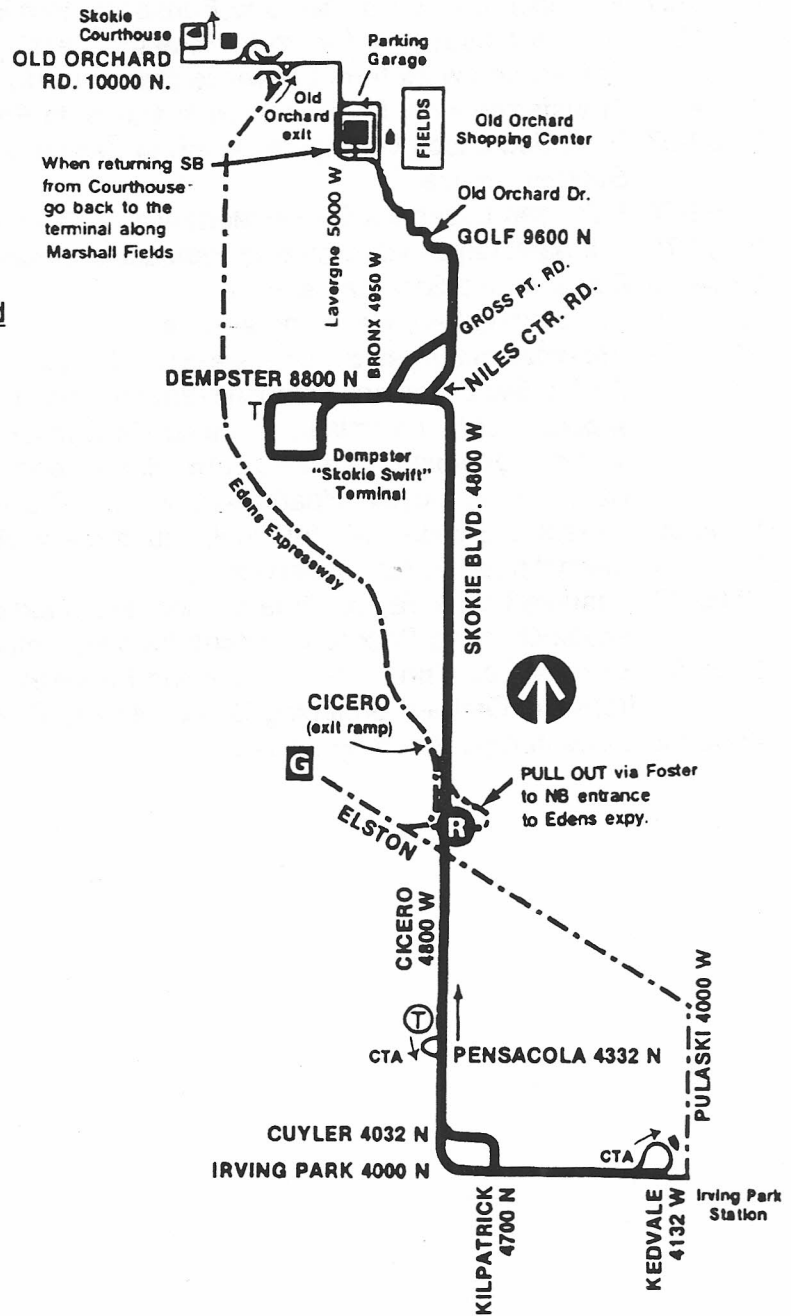 Skokie
Courthouse
OLD ORCHARD
RD. 10000 N.
Parking
Garage
Old
Orchard
exit
FIELDS
Old Orchard
Shopping Center
When returning SB
from Courthouse
go back to the
terminal along
Marshall Fields
Lavergne 5000 W
BRONX 4950 W
Old Orchard Dr.
GOLF 9600 N
GROSS PT. RD.
NILES CTR. RD.
DEMPSTER 8800 N
T
Dempster
"Skokie Swift"
Terminal
Edens Expressway
SKOKIE BLVD. 4800 W
CICERO
(exit ramp)
G
ELSTON
R
PULL OUT via Foster
to NB entrance
to Edens expy.
CICERO
4800 W
T
CTA
PENSACOLA 4332 N
PULASKI 4000 W
CUYLER 4032 N
IRVING PARK 4000 N
CTA
KILPATRICK
4700 N
KEDVALE
4132 W
Irving Park
Station